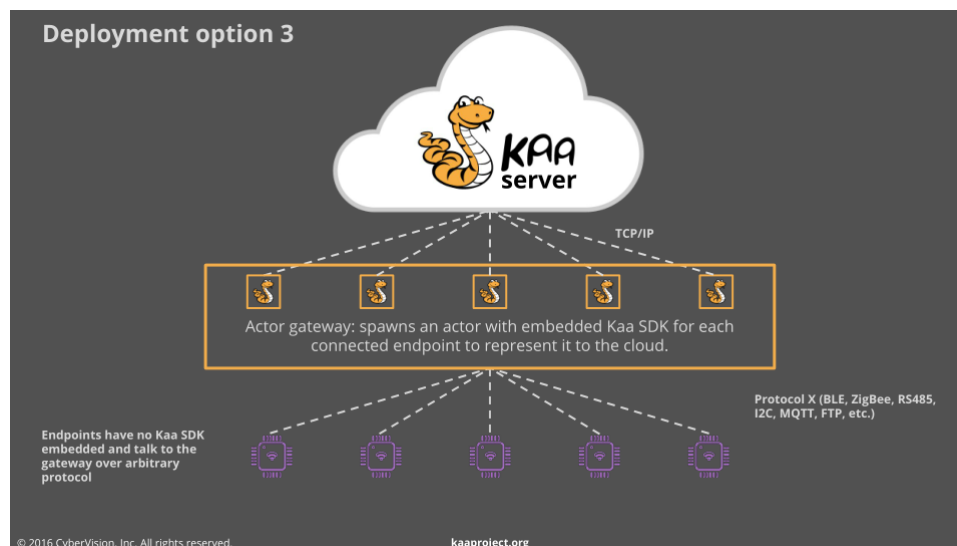 Deployment option 3
KAA
server
TCP/IP
Actor gateway: spawns an actor with embedded Kaa SDK for each
connected endpoint to represent it to the cloud.
Protocol X (BLE, ZigBee, RS485,
I2C, MQTT, FTP, etc.)
Endpoints have no Kaa SDK
embedded and talk to the
gateway over arbitrary
protocol
© 2016 CyberVision, Inc. All rights reserved.
kaaproject.org